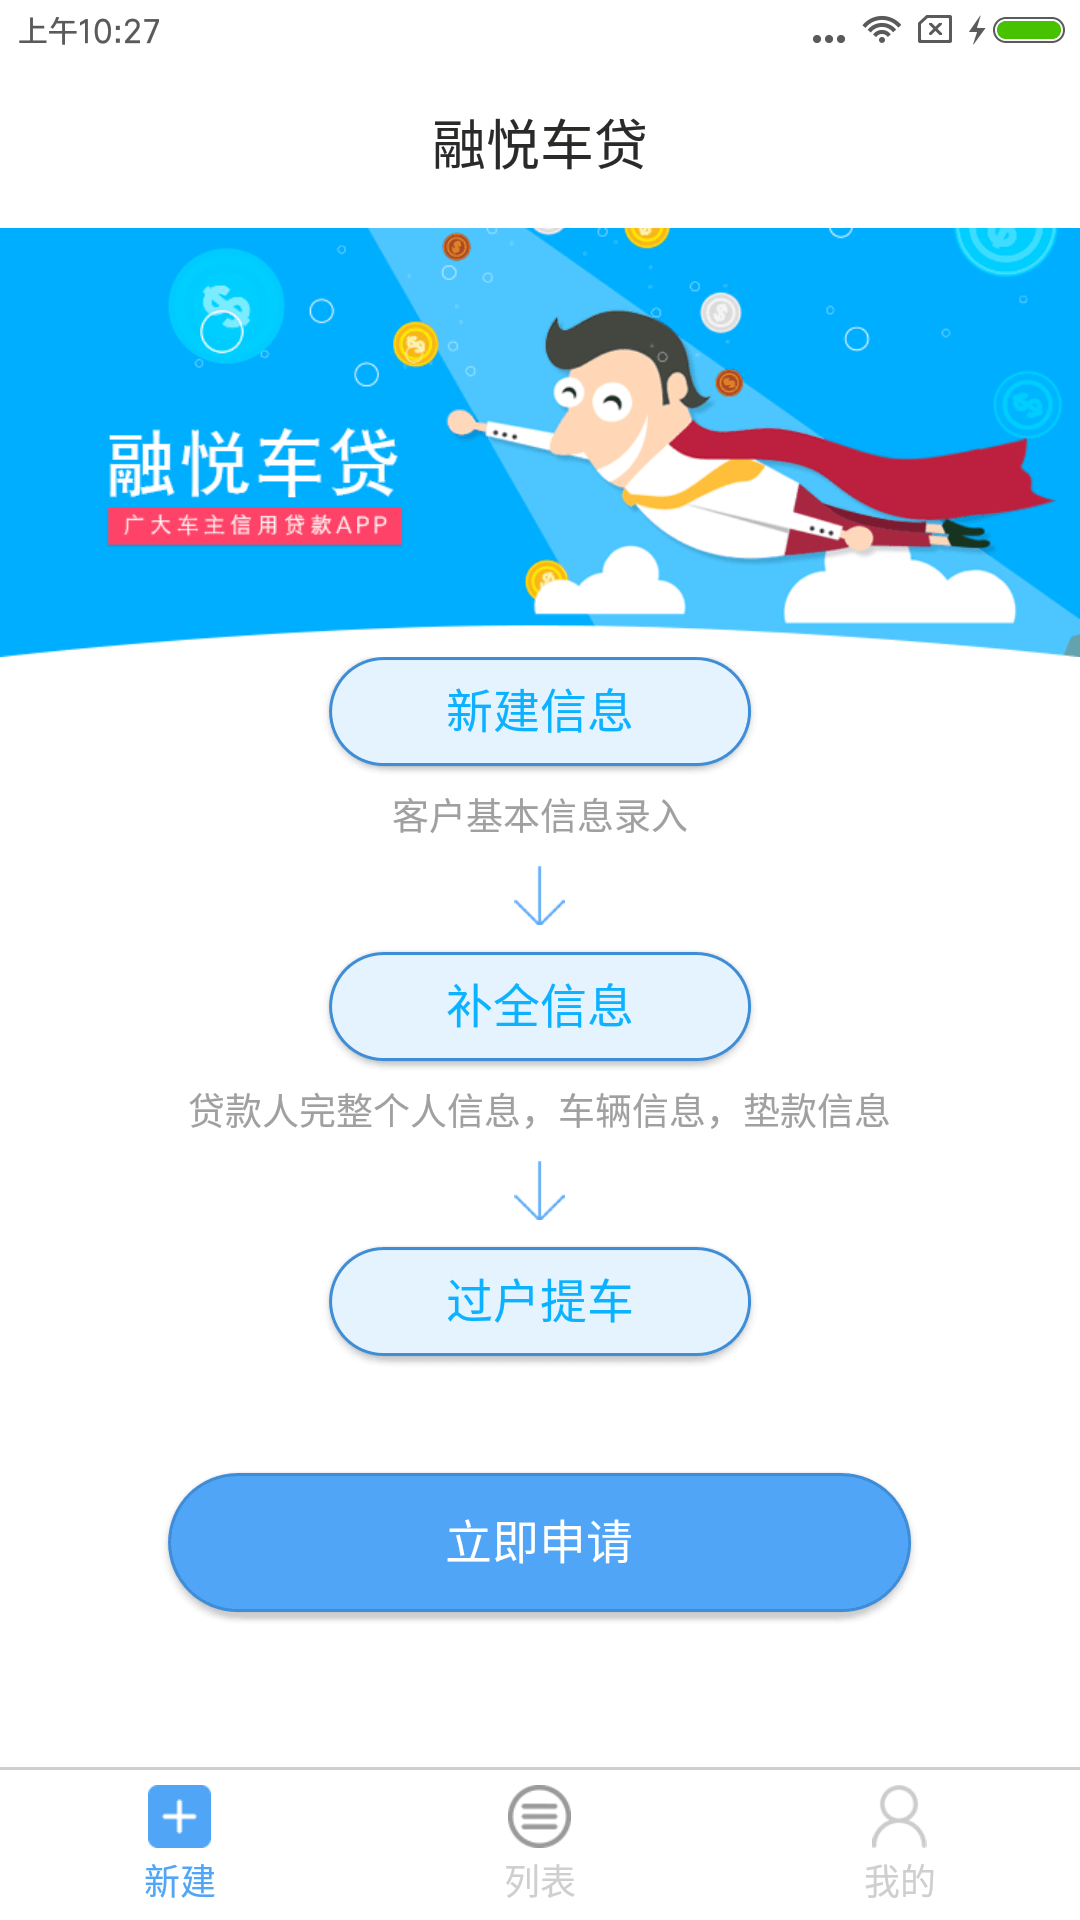 上午10:27
融悦车贷
融悦车贷
广大车主信用贷款APP
新建信息
客户基本信息录入
补全信息
贷款人完整个人信息，车辆信息，垫款信息
过户提车
立即申请
新建
列表
我的